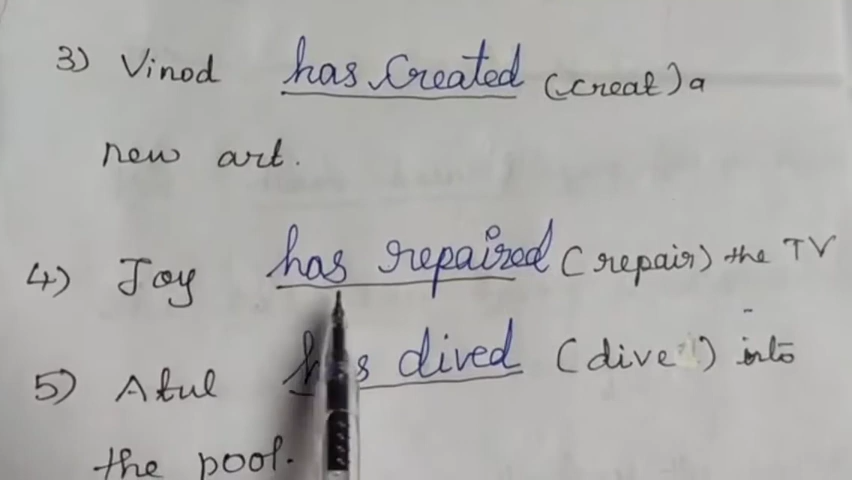 3) Vinod has created (creat) a
new art.
4) Joy has repaired (repair) the TV
5) Atul has dived (dive) into
the pool.